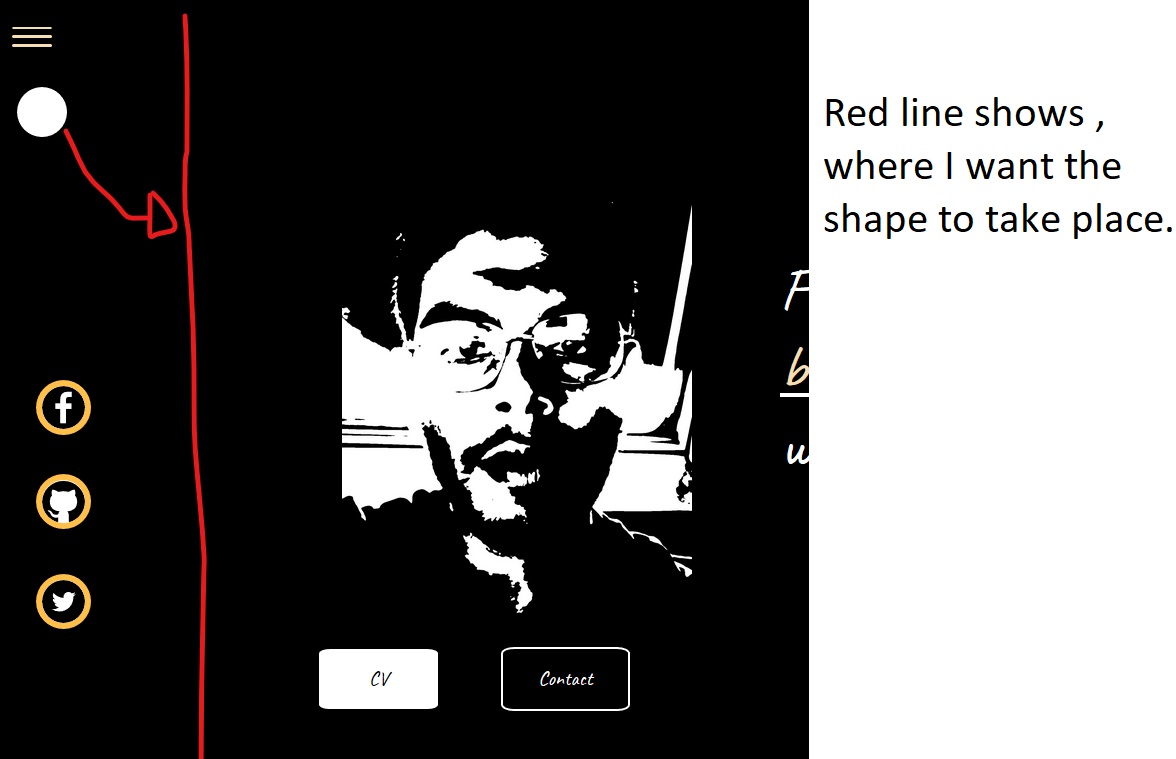 Red line shows ,
where I want the
shape to take place.
b
w
CV
Contact